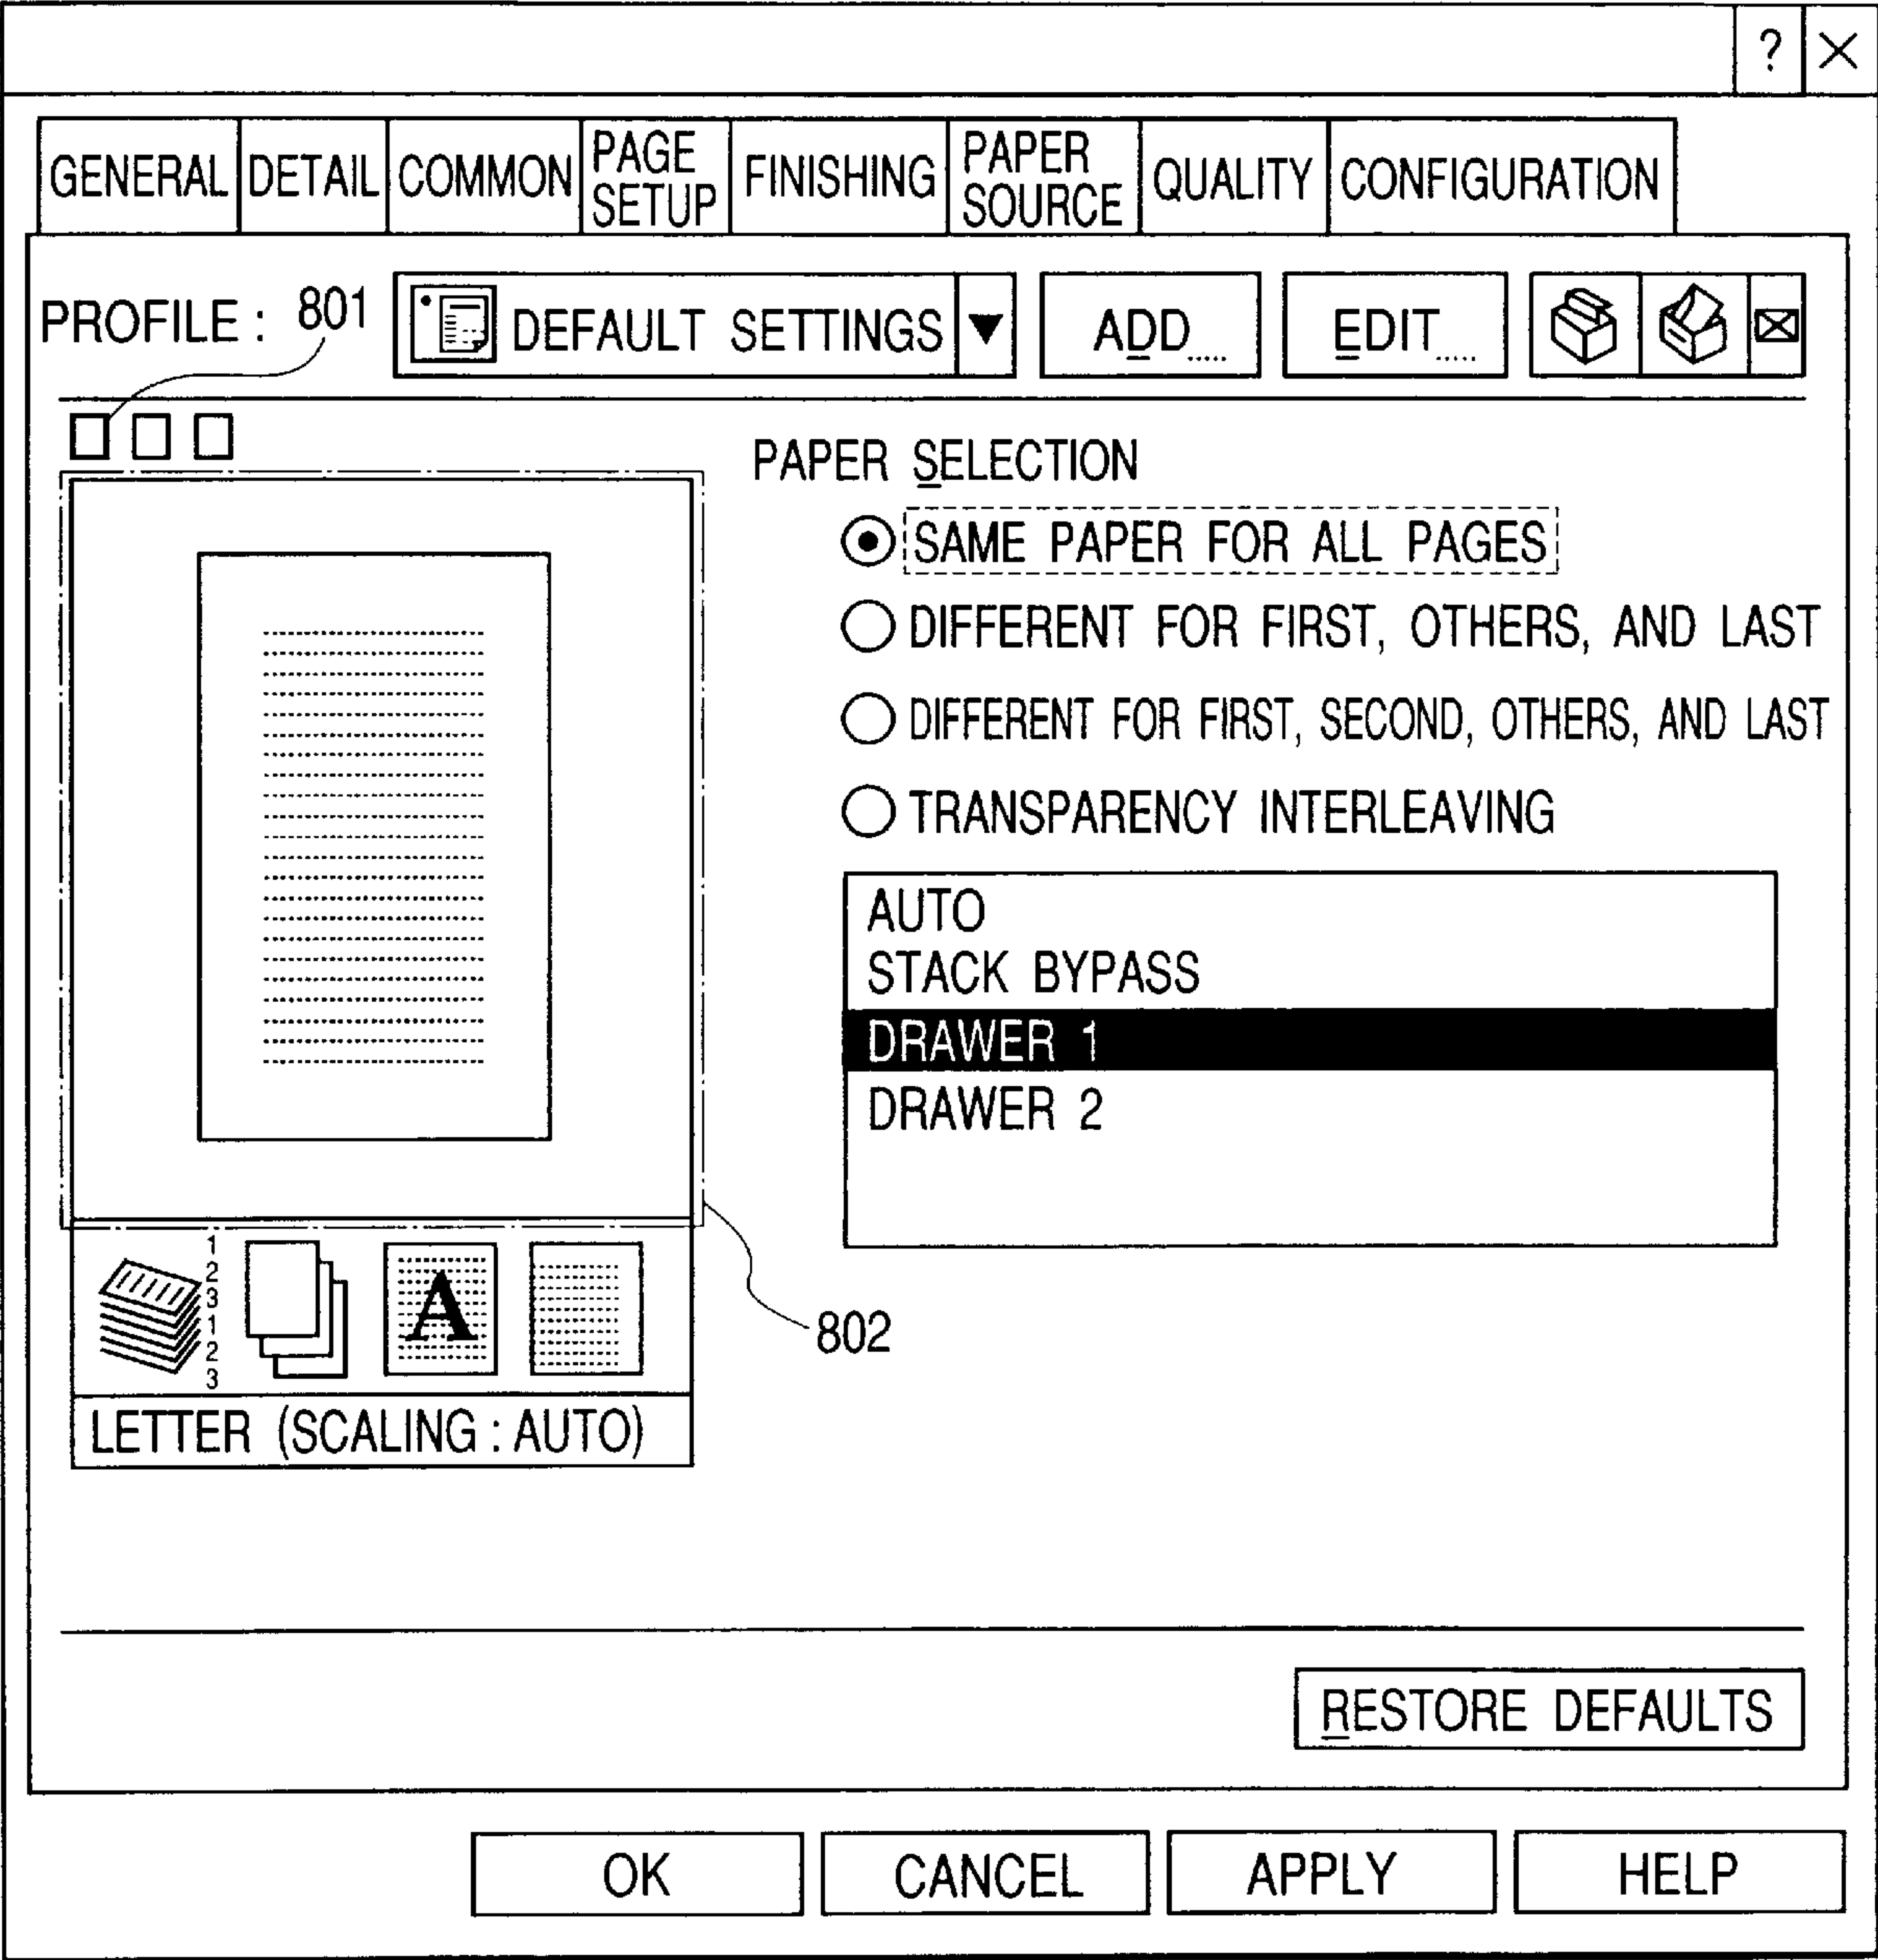 ? ×
GENERAL DETAIL COMMON PAGE SETUP FINISHING PAPER SOURCE QUALITY CONFIGURATION
PROFILE : 801 DEFAULT SETTINGS ▼ ADD..... EDIT.....
PAPER SELECTION
SAME PAPER FOR ALL PAGES
DIFFERENT FOR FIRST, OTHERS, AND LAST
DIFFERENT FOR FIRST, SECOND, OTHERS, AND LAST
TRANSPARENCY INTERLEAVING
AUTO
STACK BYPASS
DRAWER 1
DRAWER 2
1
2
3
1
2
3
A
802
LETTER (SCALING : AUTO)
RESTORE DEFAULTS
OK CANCEL APPLY HELP